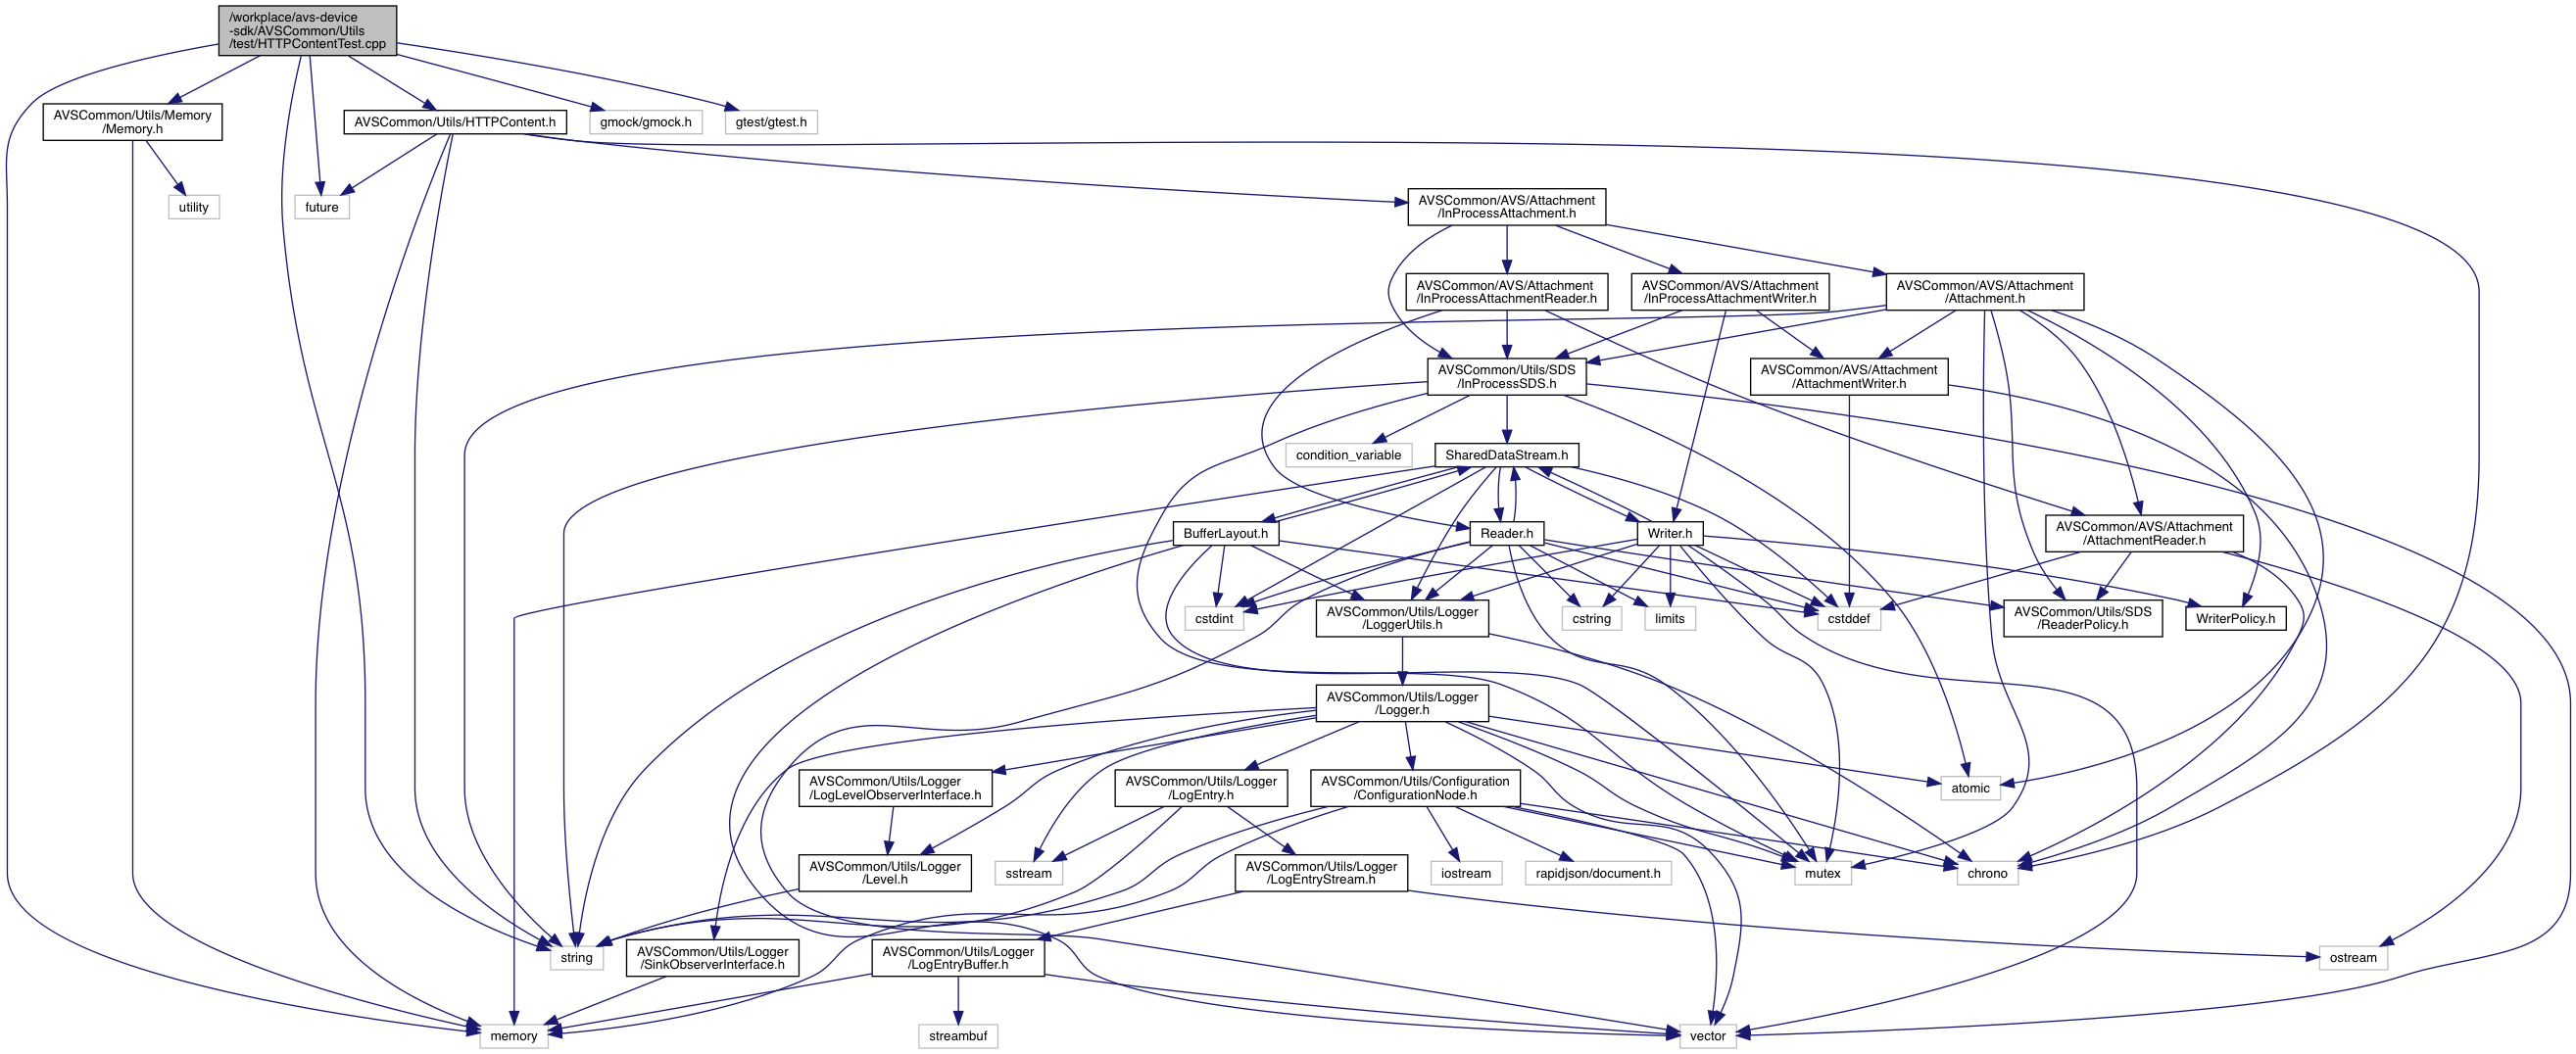 /workplace/avs-device
-sdk/AVSCommon/Utils
/test/HTTPContentTest.cpp
AVSCommon/Utils/Memory
/Memory.h
AVSCommon/Utils/HTTPContent.h
gmock/gmock.h
gtest/gtest.h
utility
future
AVSCommon/AVS/Attachment
/InProcessAttachment.h
AVSCommon/AVS/Attachment
/InProcessAttachmentReader.h
AVSCommon/AVS/Attachment
/InProcessAttachmentWriter.h
AVSCommon/AVS/Attachment
/Attachment.h
AVSCommon/Utils/SDS
/InProcessSDS.h
AVSCommon/AVS/Attachment
/AttachmentWriter.h
condition_variable
SharedDataStream.h
BufferLayout.h
Reader.h
Writer.h
AVSCommon/AVS/Attachment
/AttachmentReader.h
cstdint
AVSCommon/Utils/Logger
/LoggerUtils.h
cstring
limits
cstddef
AVSCommon/Utils/SDS
/ReaderPolicy.h
WriterPolicy.h
AVSCommon/Utils/Logger
/Logger.h
AVSCommon/Utils/Logger
/LogLevelObserverInterface.h
AVSCommon/Utils/Logger
/LogEntry.h
AVSCommon/Utils/Configuration
/ConfigurationNode.h
atomic
AVSCommon/Utils/Logger
/Level.h
sstream
AVSCommon/Utils/Logger
/LogEntryStream.h
iostream
rapidjson/document.h
mutex
chrono
string
AVSCommon/Utils/Logger
/SinkObserverInterface.h
AVSCommon/Utils/Logger
/LogEntryBuffer.h
ostream
memory
streambuf
vector